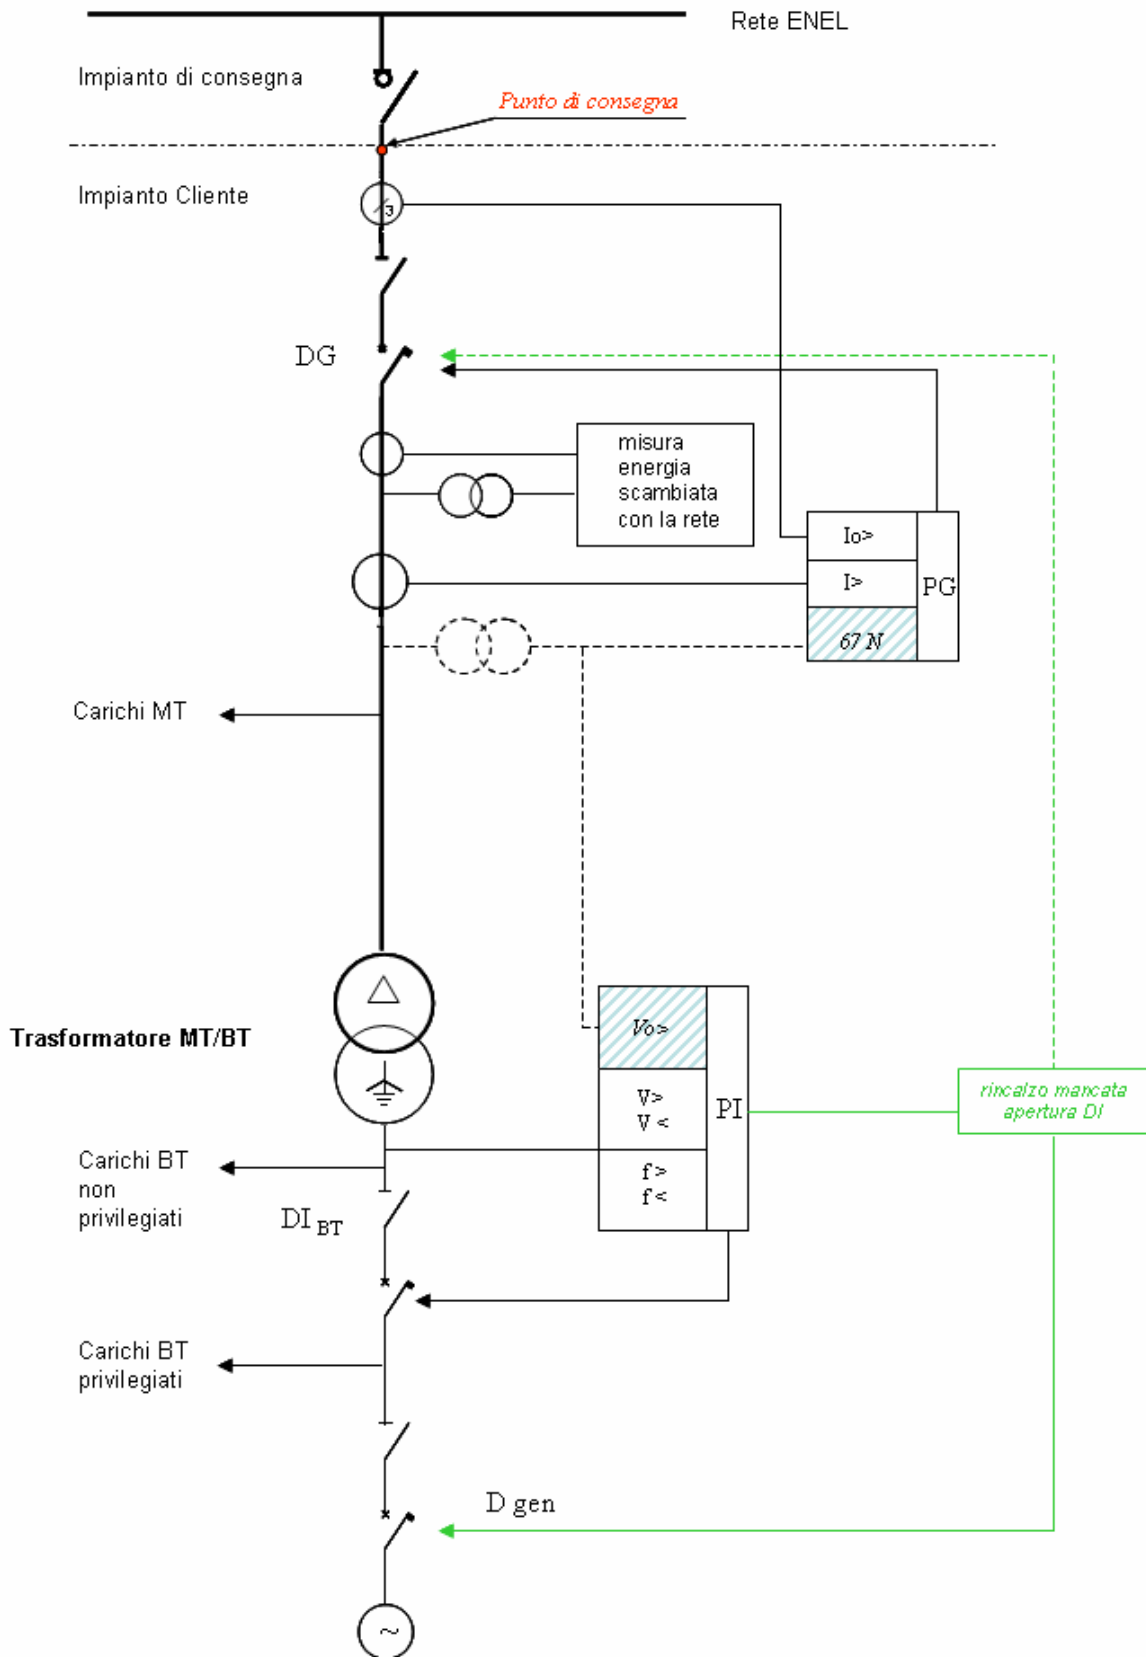 Rete ENEL
Impianto di consegna
Punto di consegna
Impianto Cliente
3
DG
misura
energia
scambiata
con la rete
Io>
I>
PG
67 N
Carichi MT
Trasformatore MT/BT
Vo>
V>
V<
PI
f>
f<
rincalzo mancata
apertura DI
Carichi BT
non
privilegiati
DI BT
Carichi BT
privilegiati
D gen
~